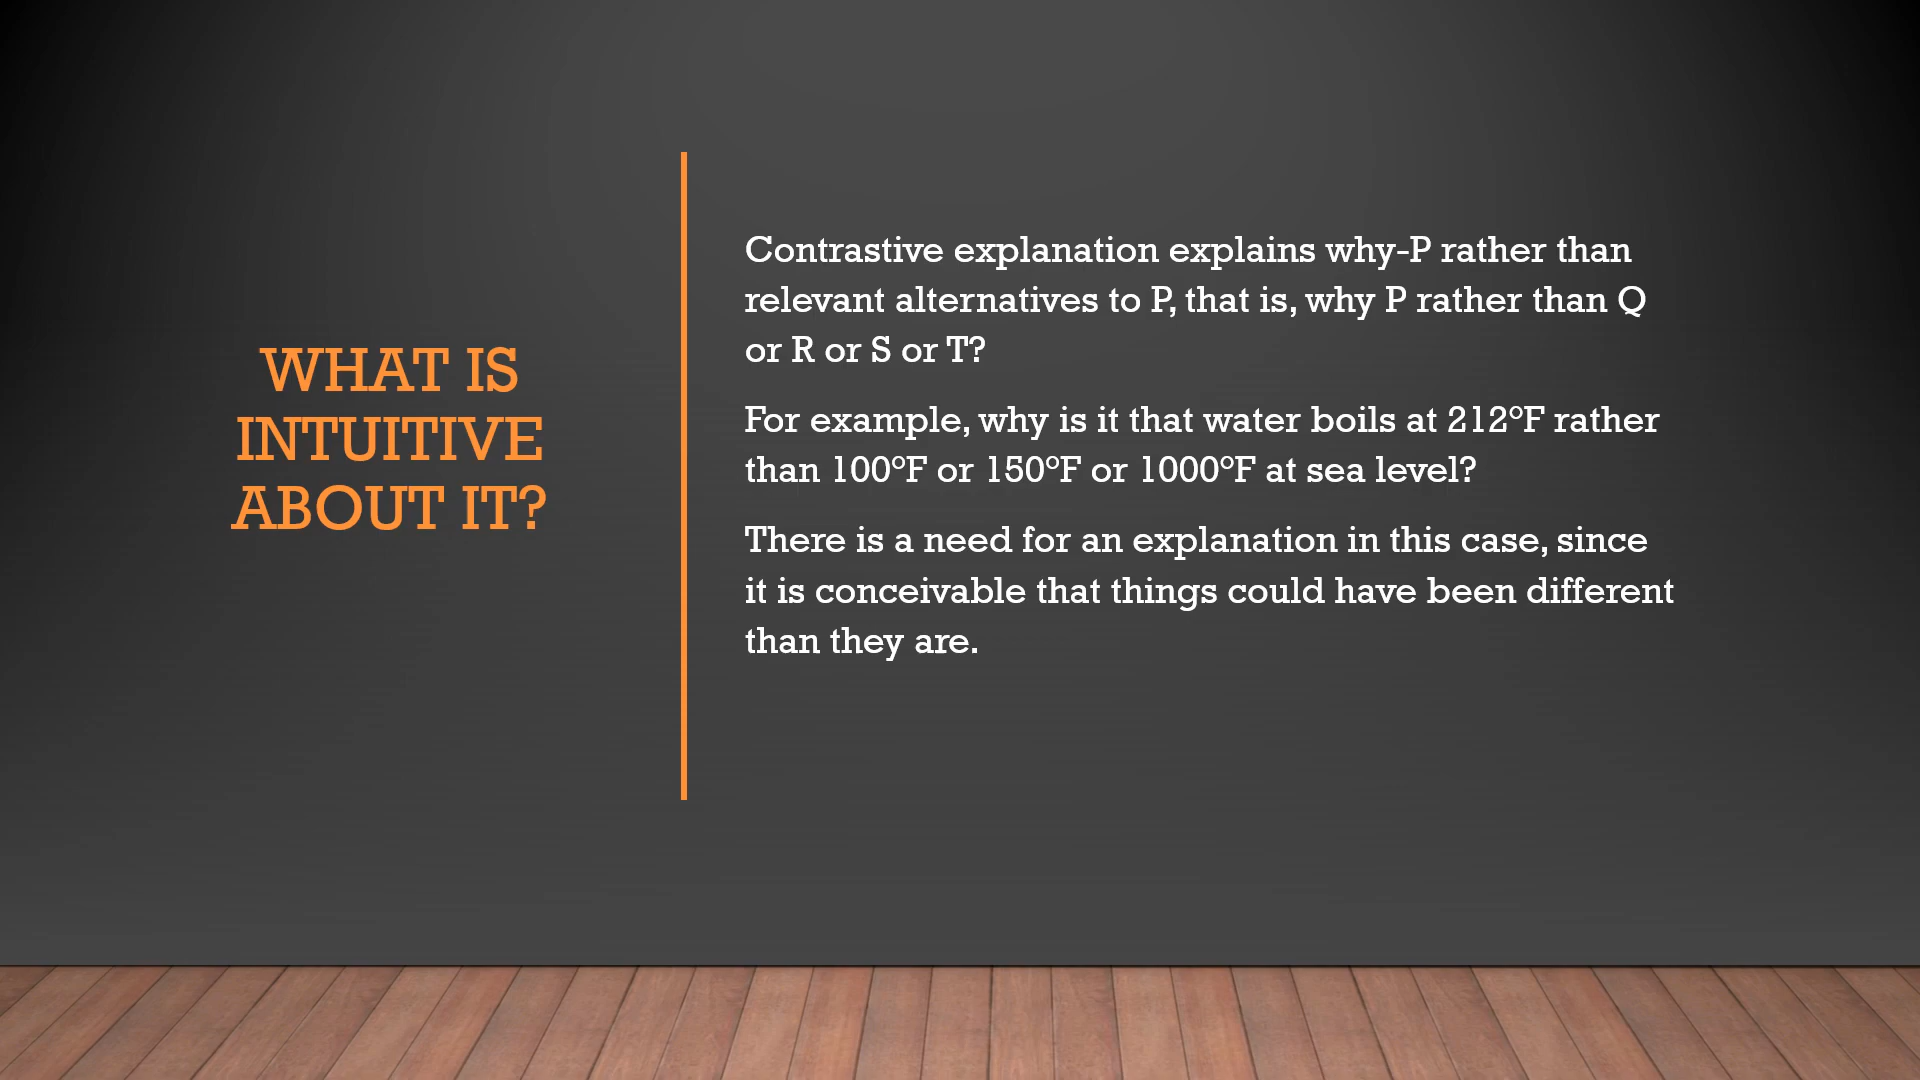 WHAT IS
INTUITIVE
ABOUT IT?
Contrastive explanation explains why-P rather than
relevant alternatives to P, that is, why P rather than Q
or R or S or T?
For example, why is it that water boils at 212°F rather
than 100°F or 150°F or 1000°F at sea level?
There is a need for an explanation in this case, since
it is conceivable that things could have been different
than they are.